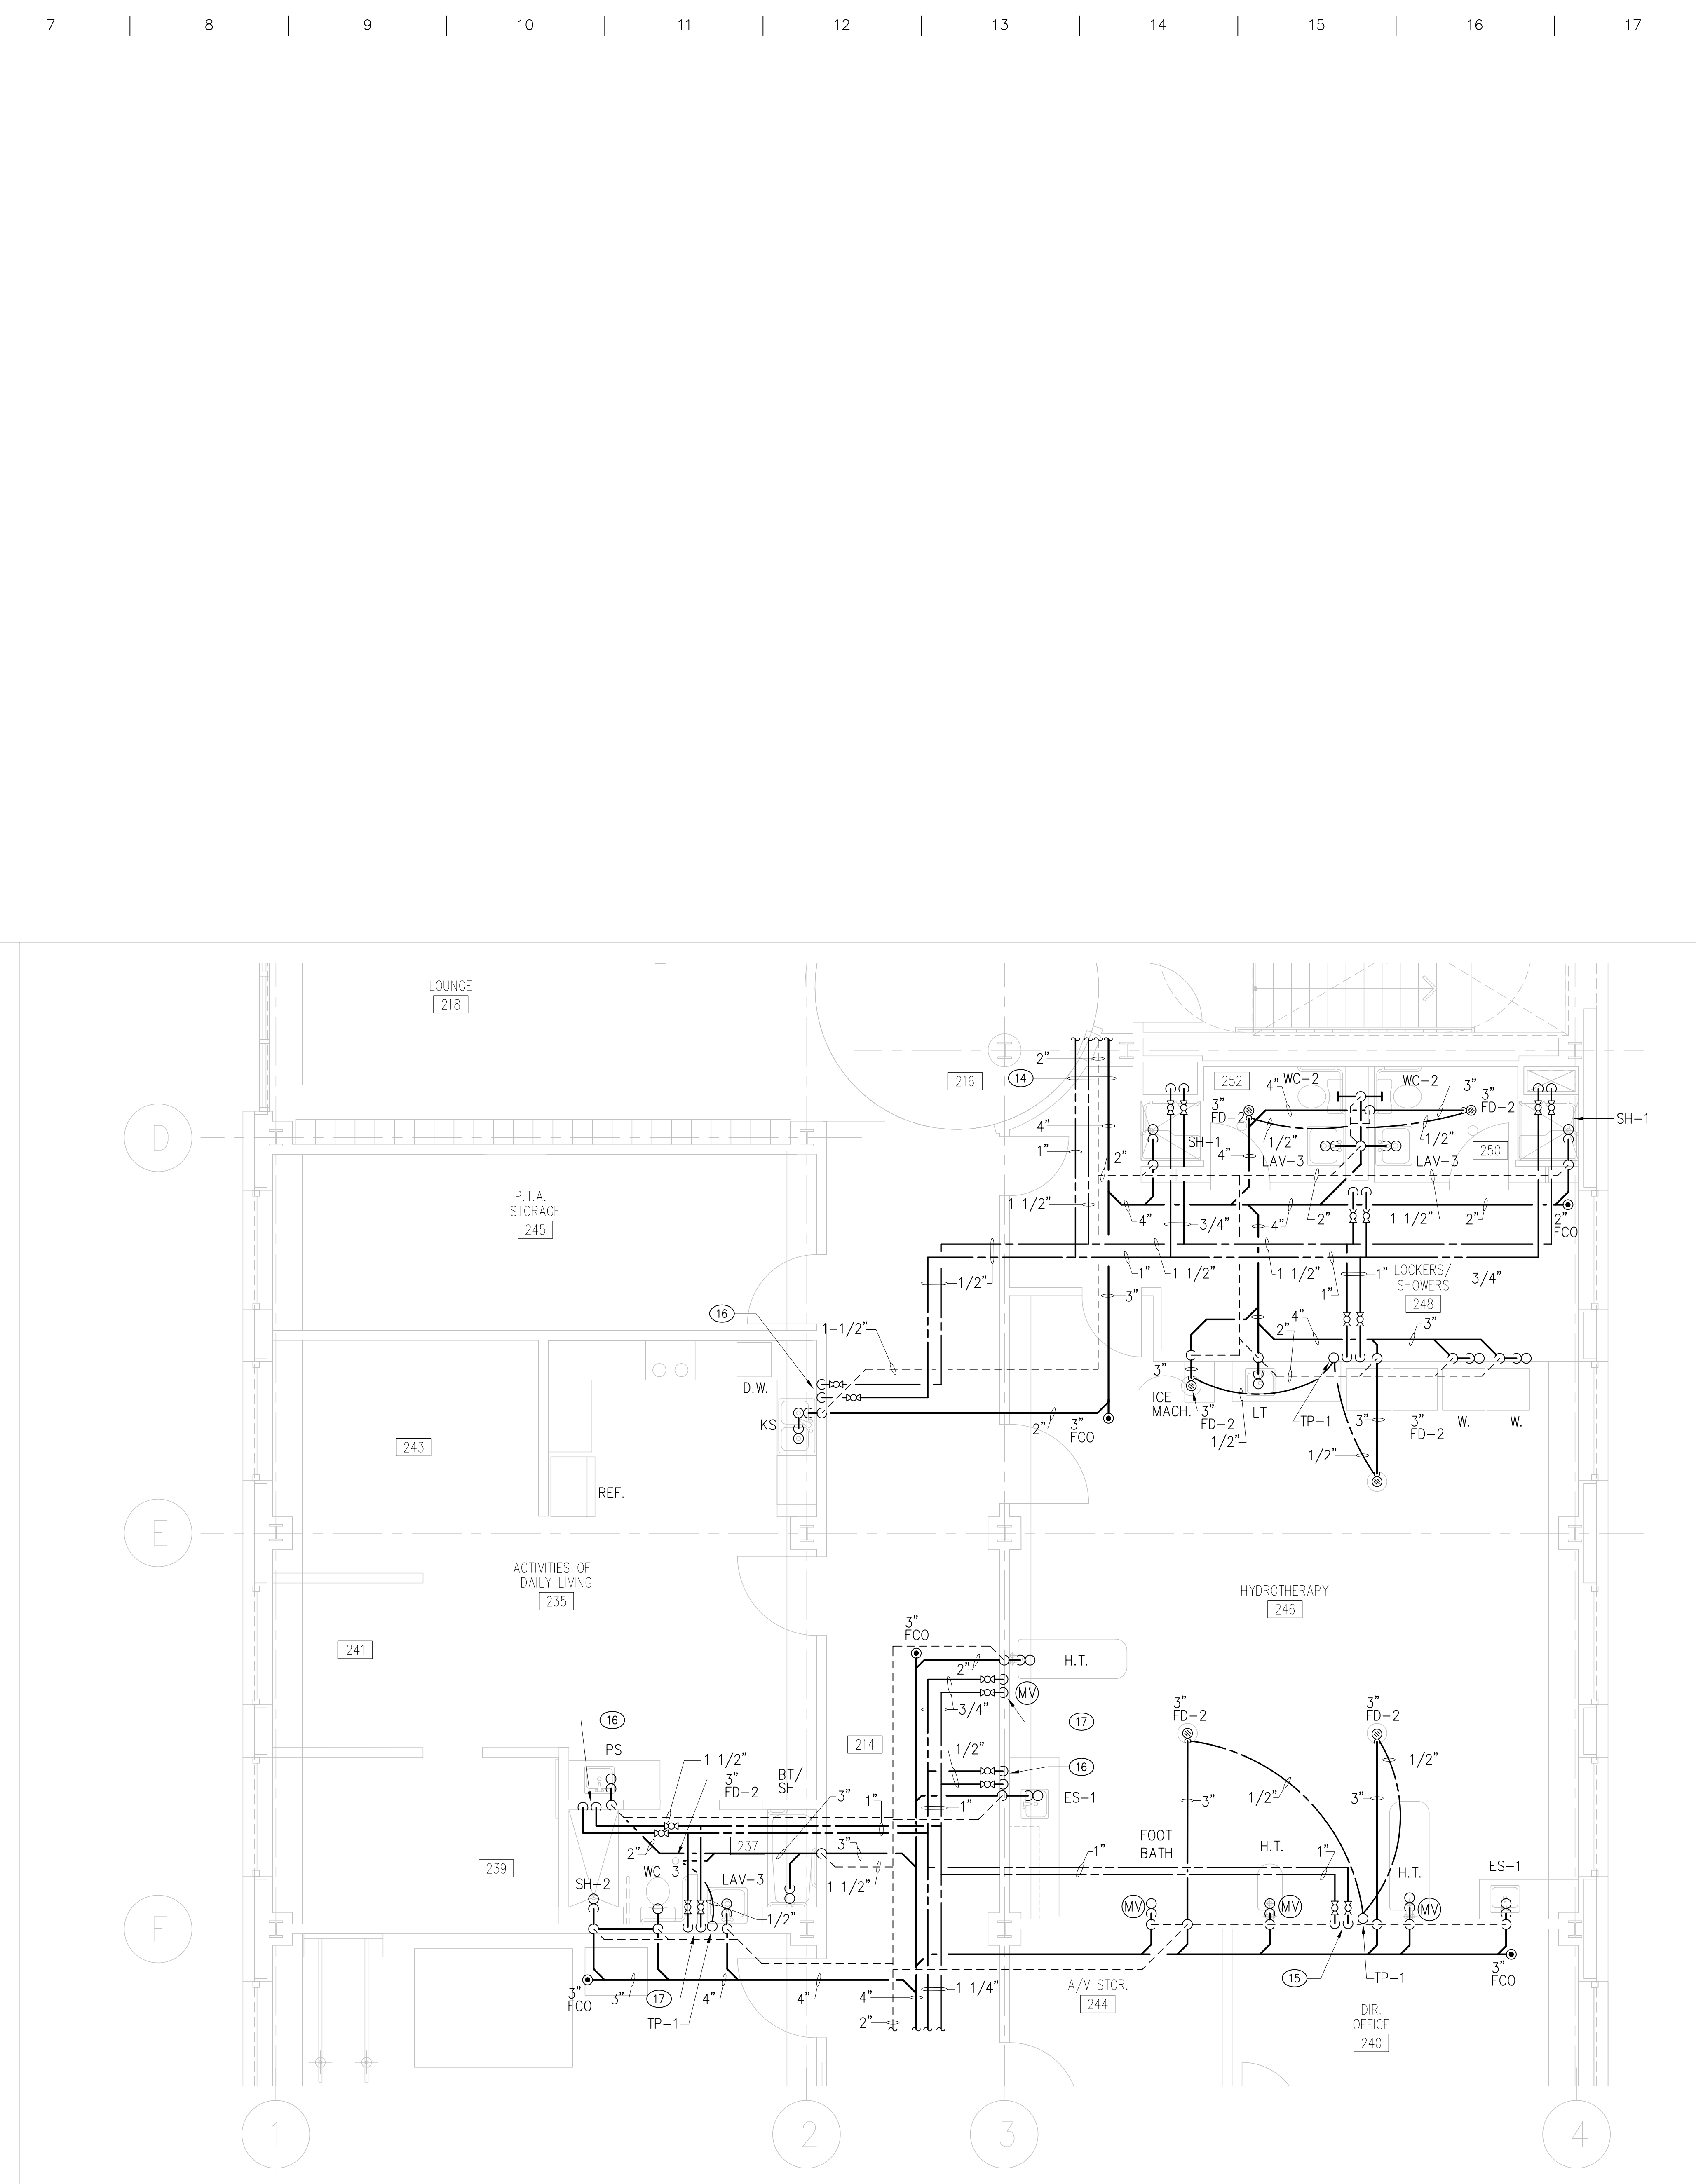 7 8 9 10 11 12 13 14 15 16 17
LOUNGE
218
2"
14
216
252
WC-2
4"
WC-2
3"
3"
FD-2
3"
FD-2
SH-1
D
4"
1"
2"
SH-1
4"
1/2"
LAV-3
LAV-3
1/2"
250
P.T.A.
STORAGE
245
1 1/2"
4"
3/4"
4"
2"
1 1/2"
2"
2"
FCO
1/2"
1"
1 1/2"
1 1/2"
1"
1"
LOCKERS/
SHOWERS
248
3/4"
3"
16
1-1/2"
4"
2"
3"
D.W.
KS
3"
ICE
MACH.
3"
FD-2
LT
TP-1
3"
3"
FD-2
W.
W.
2"
3"
FCO
1/2"
1/2"
243
REF.
E
ACTIVITIES OF
DAILY LIVING
235
HYDROTHERAPY
246
241
3"
FCO
2"
H.T.
MV
3/4"
17
3"
FD-2
3"
FD-2
16
PS
214
1/2"
16
1 1/2"
3"
FD-2
BT/
SH
3"
1"
1"
ES-1
3"
1/2"
3"
1/2"
237
2"
3"
FOOT
BATH
H.T.
1"
1"
239
WC-3
LAV-3
1 1/2"
H.T.
ES-1
SH-2
1/2"
MV
MV
MV
F
3"
FCO
3"
17
4"
4"
4"
1 1/4"
A/V STOR.
244
15
TP-1
3"
FCO
TP-1
2"
DIR.
OFFICE
240
1 2 3 4